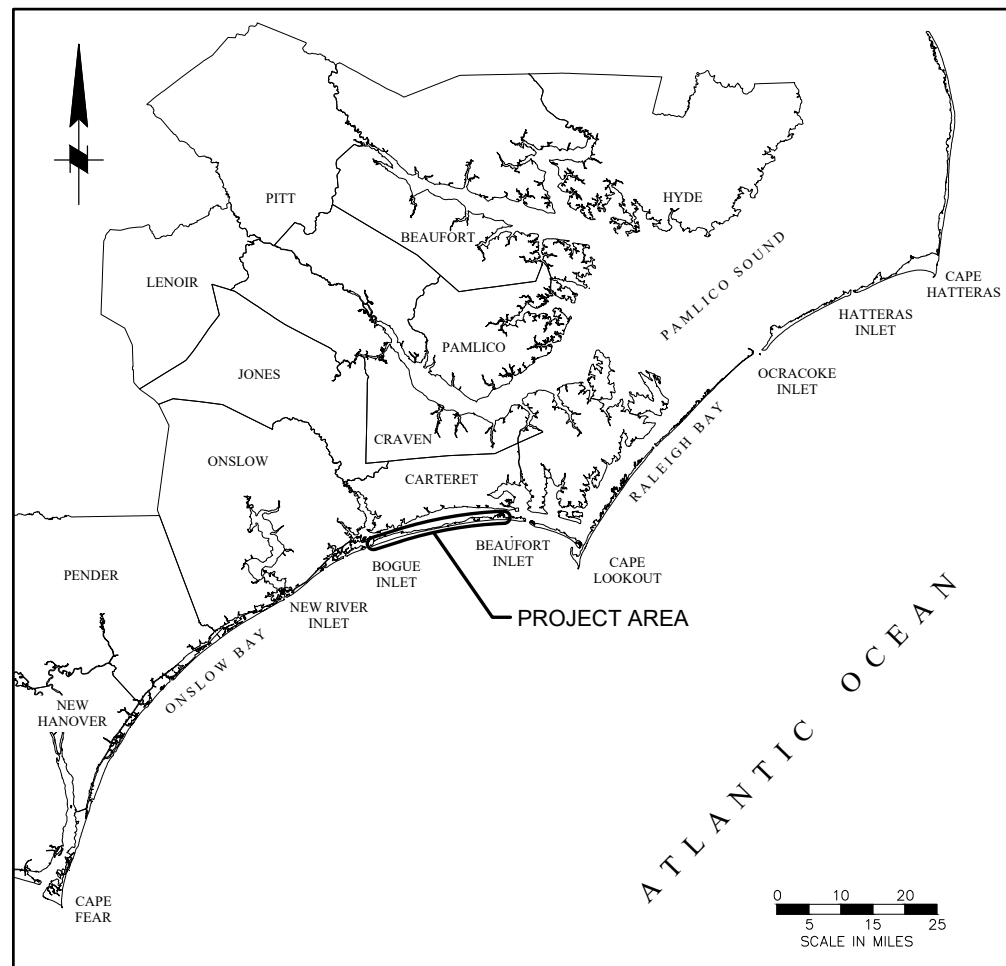 PITT
HYDE
BEAUFORT
PAMLICO SOUND
LENOIR
CAPE
HATTERAS
HATTERAS
INLET
PAMLICO
JONES
OCRACOKE
INLET
RALEIGH BAY
CRAVEN
ONSLOW
CARTERET
BEAUFORT
INLET
BOGUE
INLET
CAPE
LOOKOUT
PENDER
NEW RIVER
INLET
PROJECT AREA
ONSLOW BAY
ATLANTIC OCEAN
NEW
HANOVER
CAPE
FEAR
0 10 20
5 15 25
SCALE IN MILES